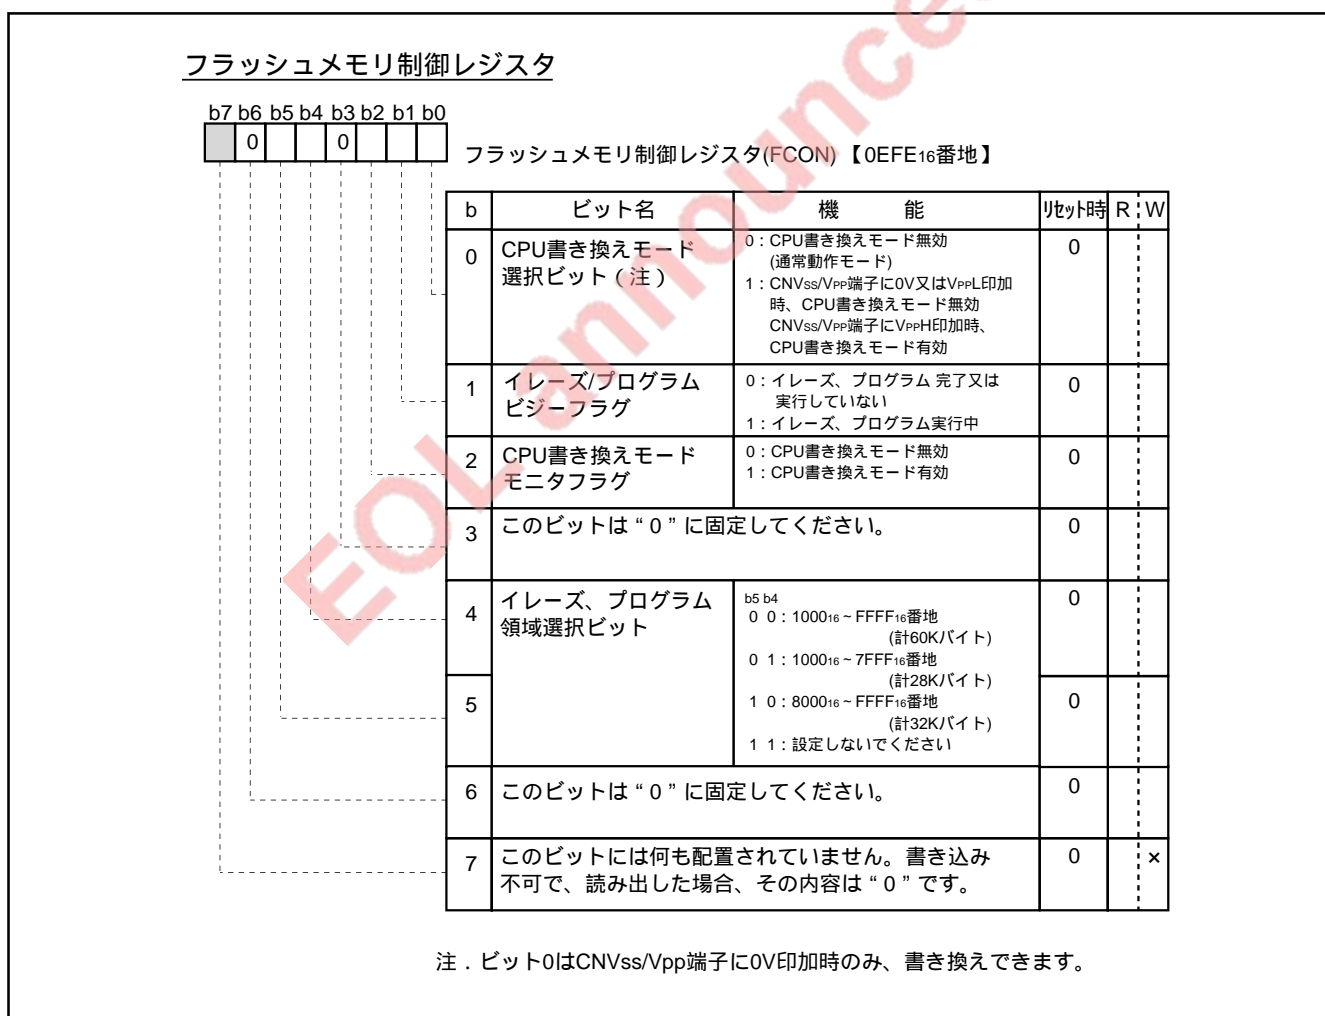 フラッシュメモリ制御レジスタ
b7 b6 b5 b4 b3 b2 b1 b0
0 0
フラッシュメモリ制御レジスタ(FCON)【0EFE16番地】
b ビット名 機 能 リセット時 R W
0 CPU書き換えモード
選択ビット(注)
0:CPU書き換えモード無効
(通常動作モード)
1:CNVss/VPP端子に0V又はVPPL印加
時、CPU書き換えモード無効
CNVss/VPP端子にVPPH印加時、
CPU書き換えモード有効
0
1 イレーズ/プログラム
ビジーフラグ
0:イレーズ、プログラム 完了又は
実行していない
1:イレーズ、プログラム実行中
0
2 CPU書き換えモード
モニタフラグ
0:CPU書き換えモード無効
1:CPU書き換えモード有効
0
3 このビットは“0”に固定してください。 0
4 イレーズ、プログラム
領域選択ビット
b5 b4
0 0:100016~FFFF16番地
(計60Kバイト)
0 1:100016~7FFF16番地
(計28Kバイト)
0
5
1 0:800016~FFFF16番地
(計32Kバイト)
1 1:設定しないでください
0
6 このビットは“0”に固定してください。 0
7 このビットには何も配置されていません。書き込み 0 ×
不可で、読み出した場合、その内容は“0”です。
注.ビット0はCNVss/Vpp端子に0V印加時のみ、書き換えできます。
EOL announce